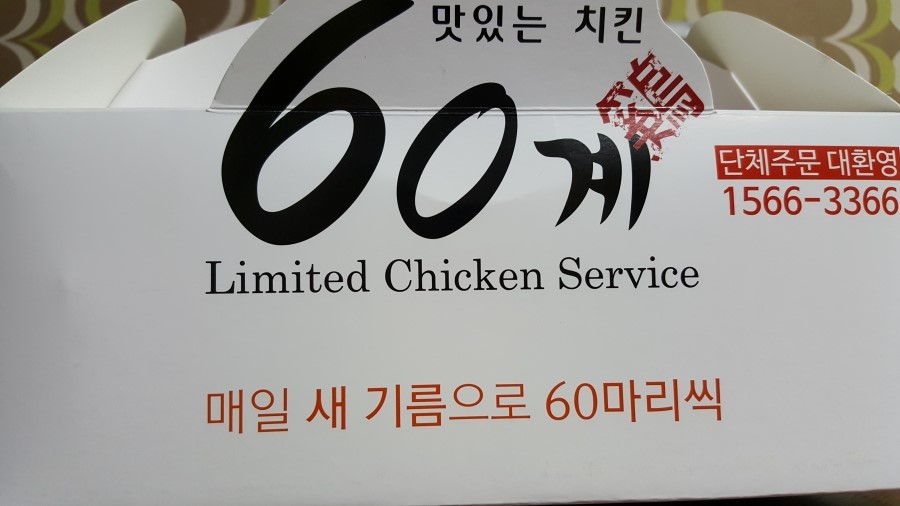 맛있는 치킨
60계
단체주문 대환영
1566-3366
Limited Chicken Service
매일 새 기름으로 60마리씩